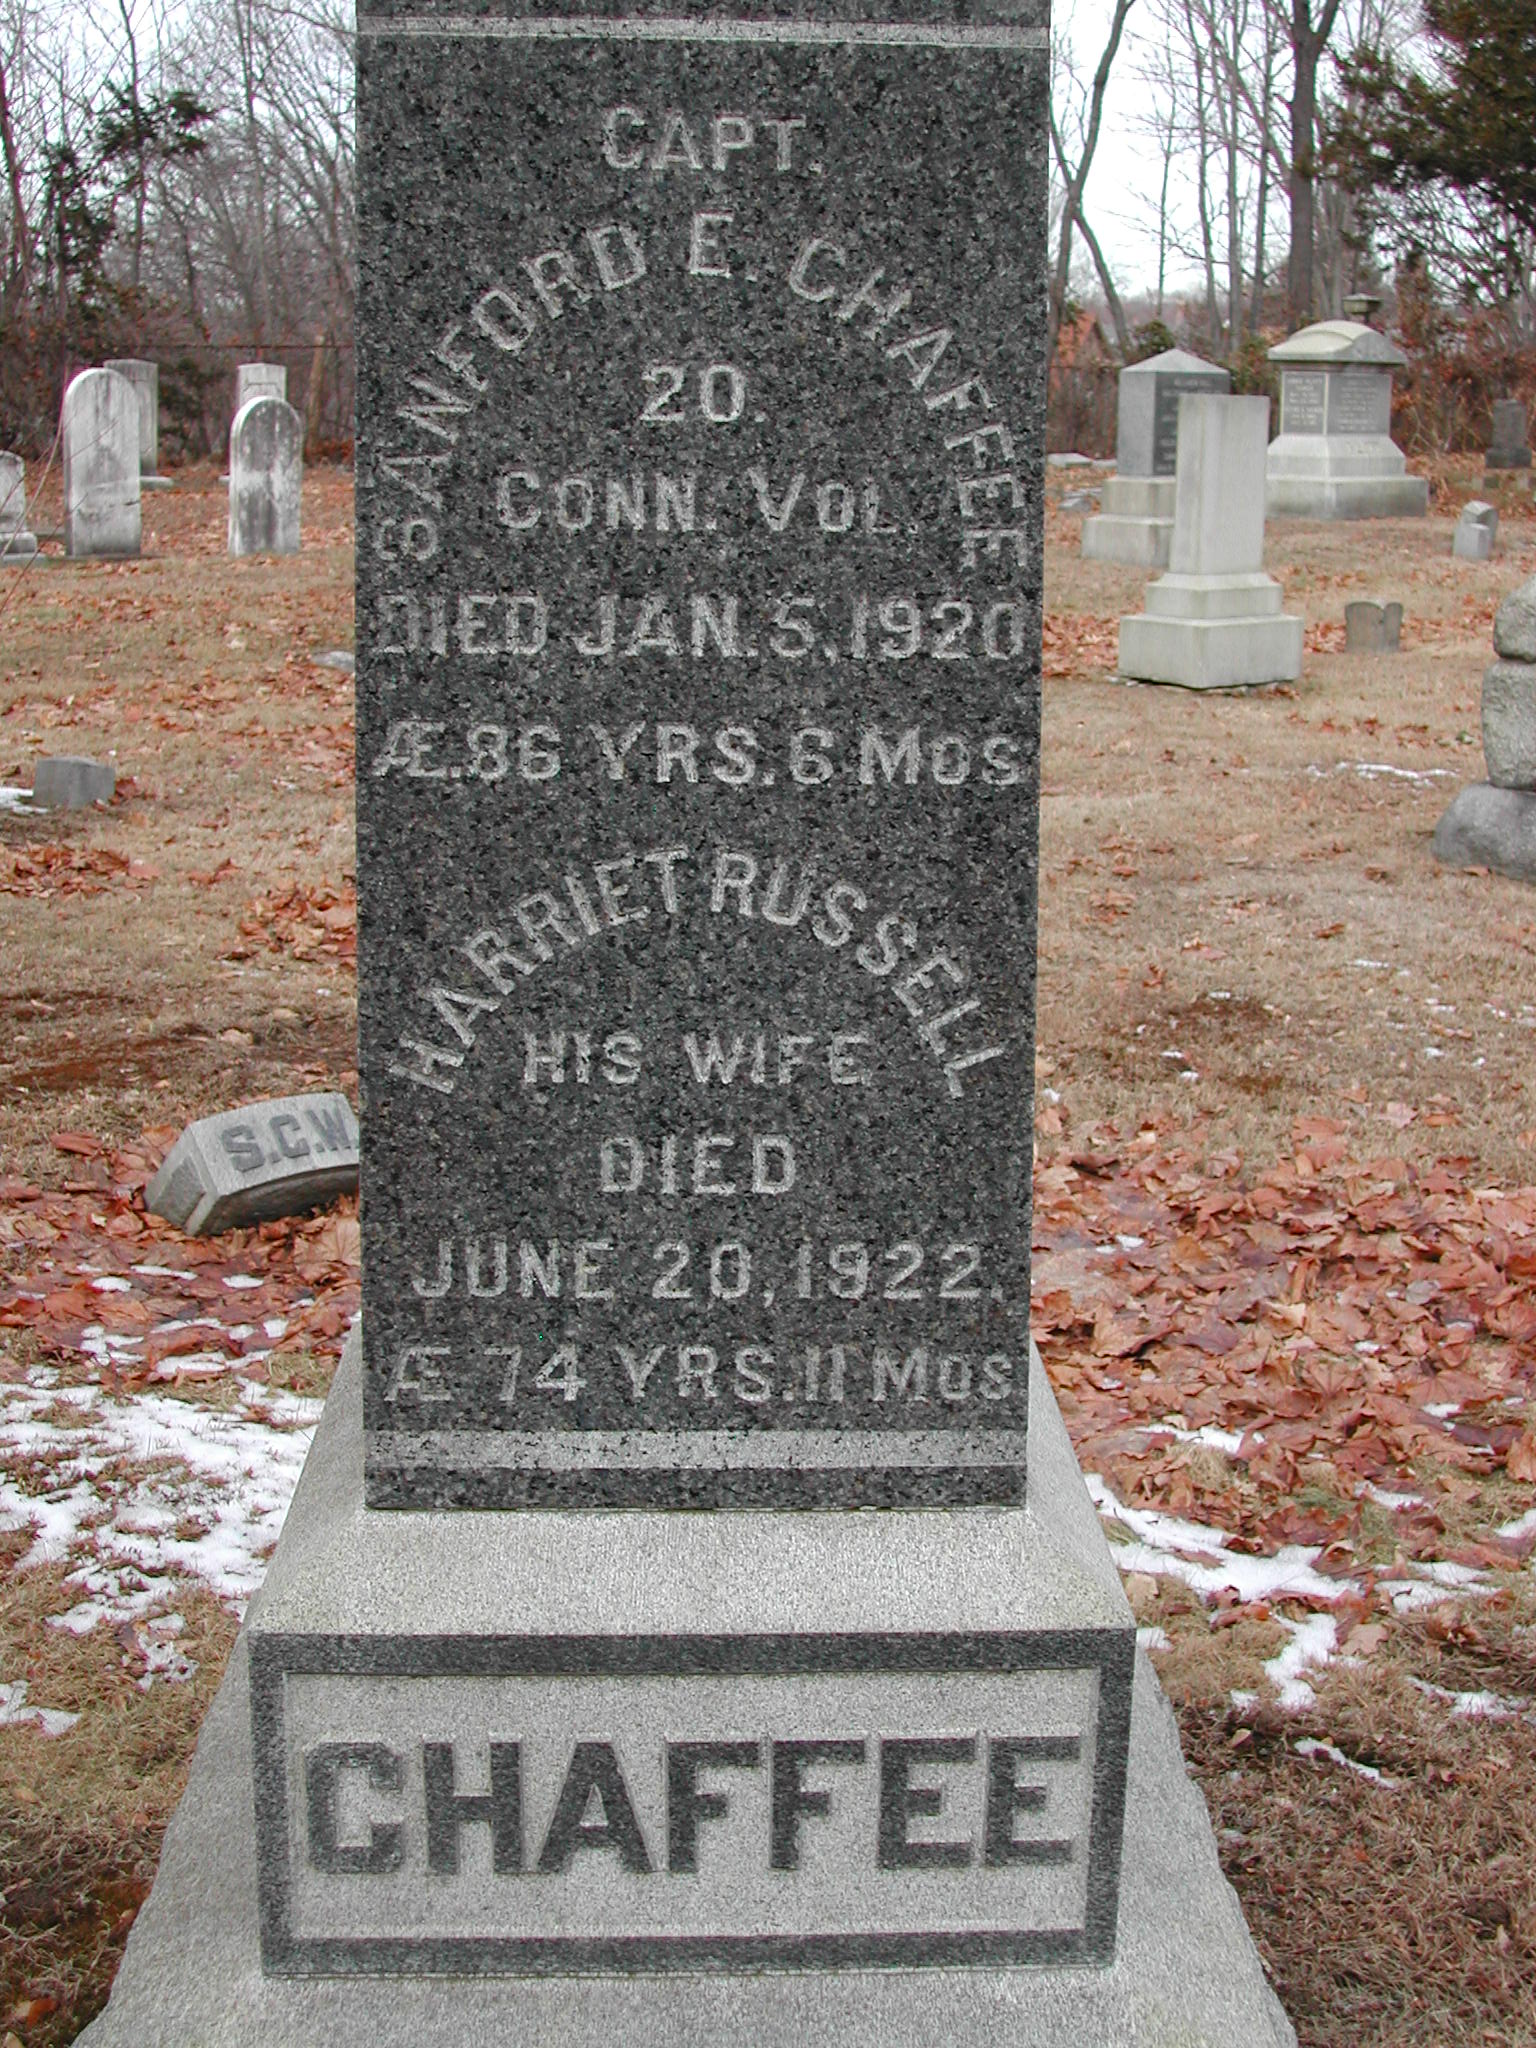 CAPT.
SANFORD E. CHAFFEE
20.
CONN. VOL.
DIED JAN. 5, 1920
Æ. 86 YRS. 6 MOS
HARRIET RUSSELL
HIS WIFE
DIED
JUNE 20, 1922.
Æ 74 YRS. 11 MOS
S.C.W.
CHAFFEE